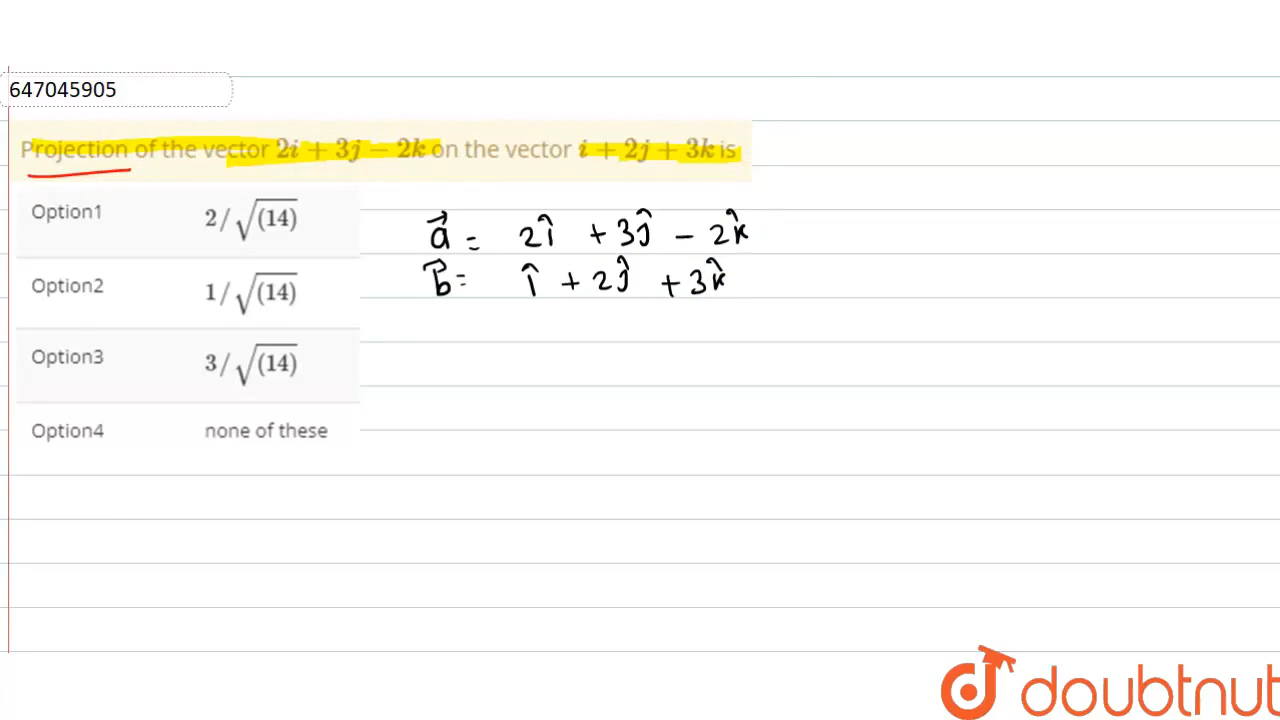 647045905
Projection of the vector 2i + 3j − 2k on the vector i + 2j + 3k is
Option1 2/√(14)
Option2 1/√(14)
Option3 3/√(14)
Option4 none of these
a⃗ = 2î + 3ĵ − 2k̂
b⃗ = î + 2ĵ + 3k̂
doubtnut